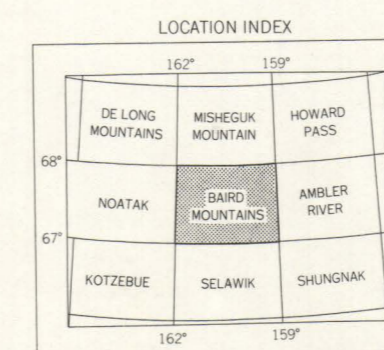 LOCATION INDEX
162° 159°
DE LONG MOUNTAINS
MISHEGUK MOUNTAIN
HOWARD PASS
68°
NOATAK
BAIRD MOUNTAINS
AMBLER RIVER
67°
KOTZEBUE
SELAWIK
SHUNGNAK
162° 159°